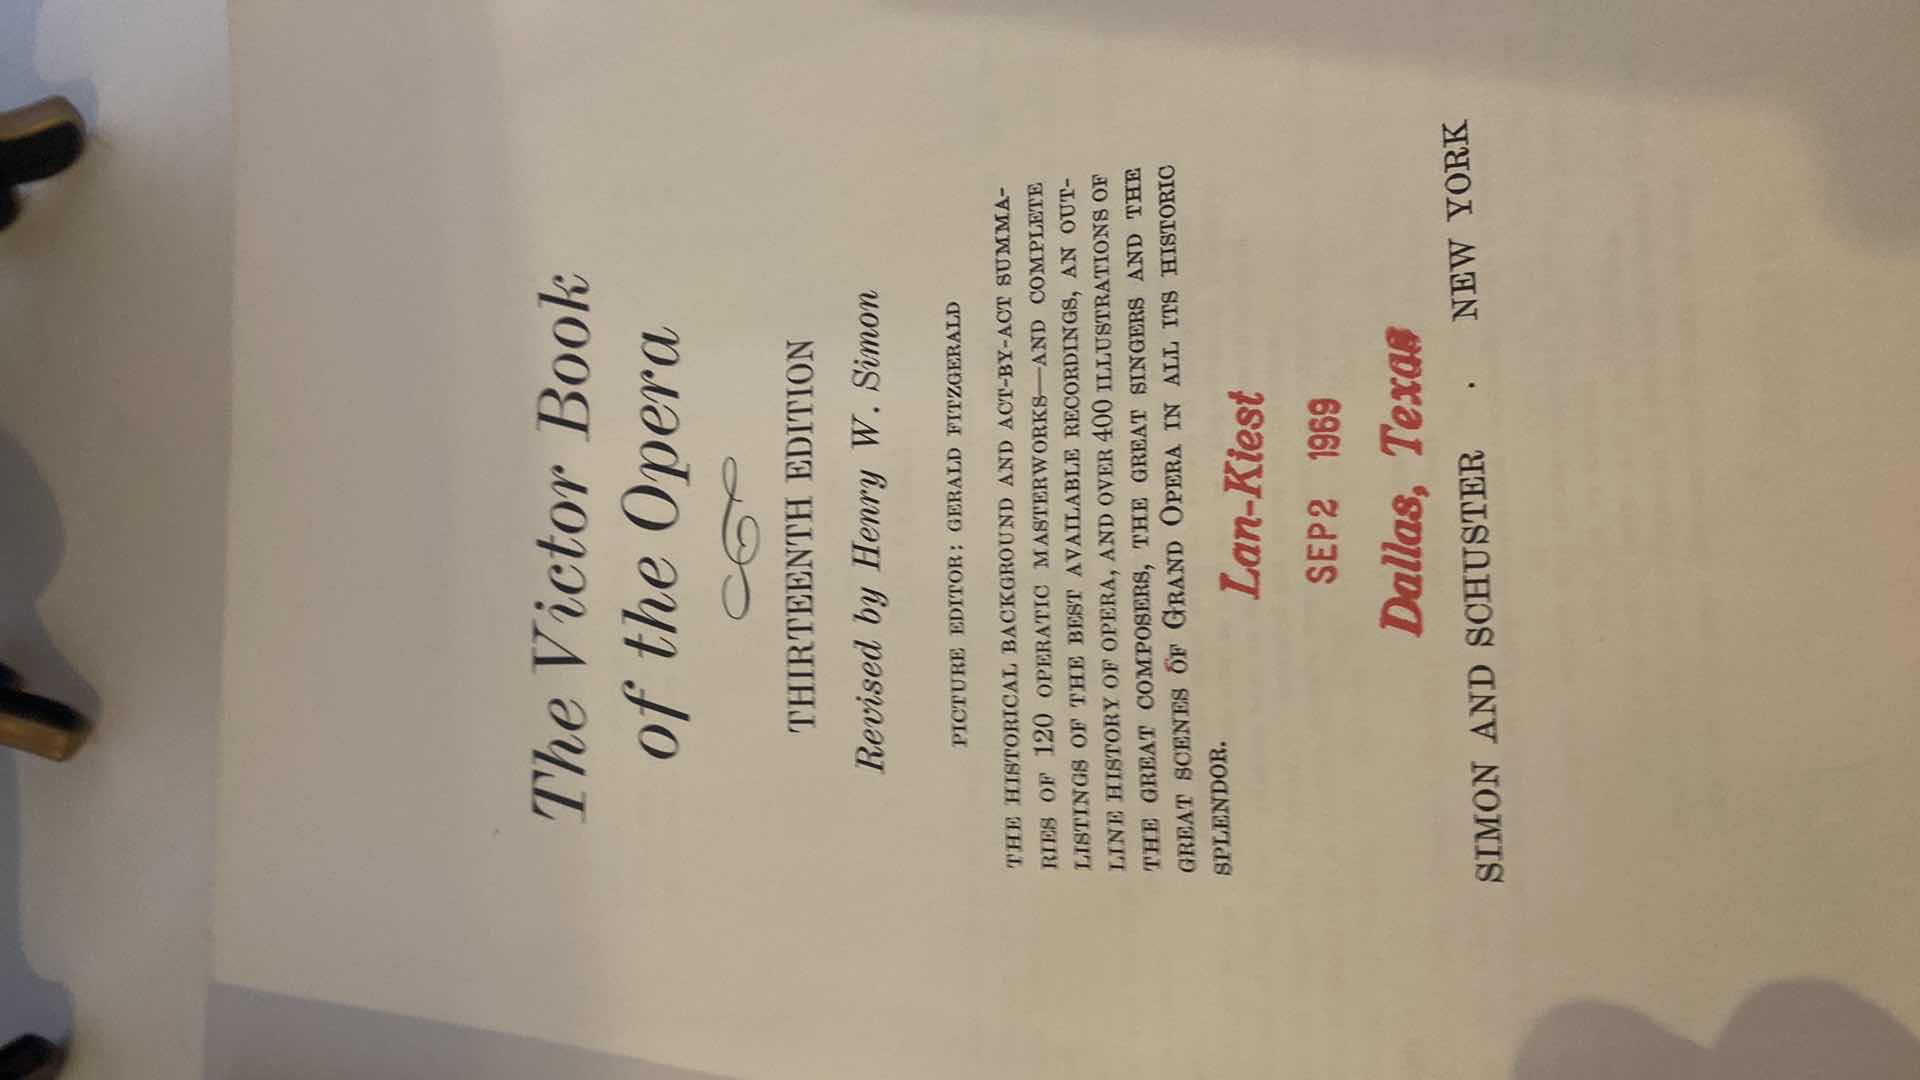 The Victor Book
of the Opera
THIRTEENTH EDITION
Revised by Henry W. Simon
PICTURE EDITOR: GERALD FITZGERALD
THE HISTORICAL BACKGROUND AND ACT-BY-ACT SUMMA-
RIES OF 120 OPERATIC MASTERWORKS—AND COMPLETE
LISTINGS OF THE BEST AVAILABLE RECORDINGS, AN OUT-
LINE HISTORY OF OPERA, AND OVER 400 ILLUSTRATIONS OF
THE GREAT COMPOSERS, THE GREAT SINGERS AND THE
GREAT SCENES OF GRAND OPERA IN ALL ITS HISTORIC
SPLENDOR.
Lan-Kiest
SEP 2 1969
Dallas, Texas
SIMON AND SCHUSTER · NEW YORK